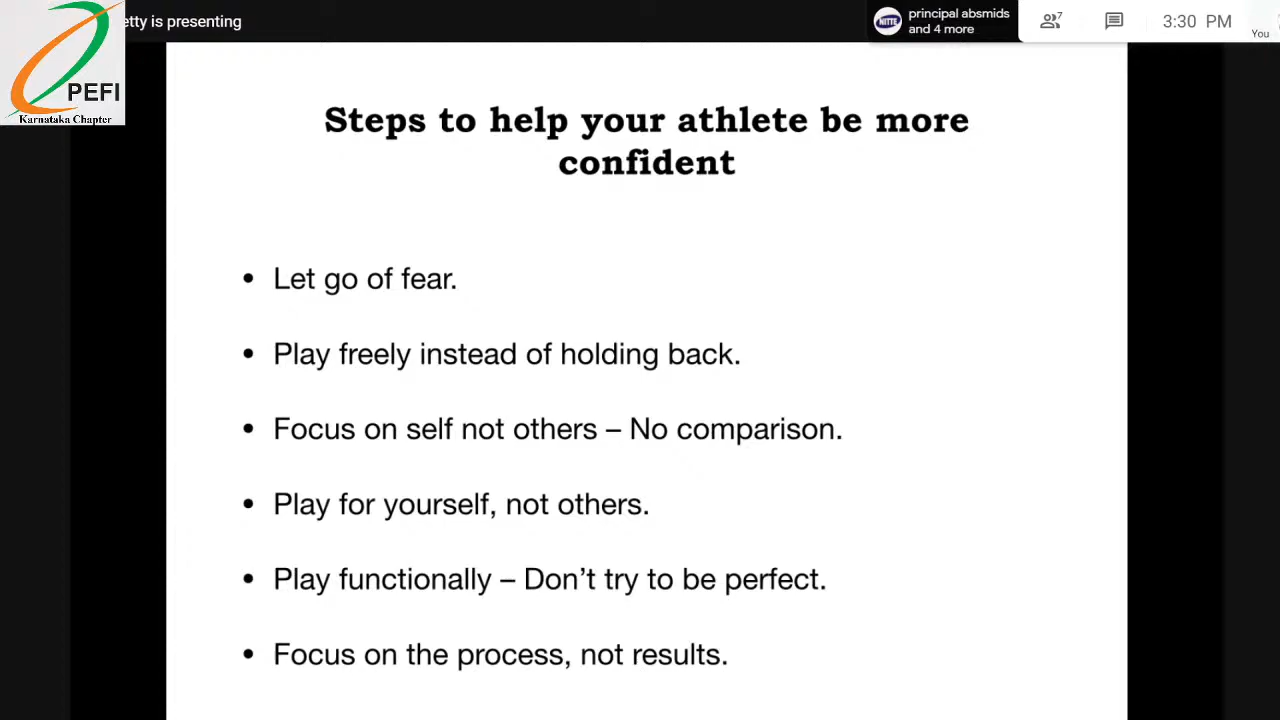 etty is presenting
principal absmids
and 4 more
7
3:30 PM
You
NITTE
PEFI
Karnataka Chapter
Steps to help your athlete be more
confident
• Let go of fear.
• Play freely instead of holding back.
• Focus on self not others – No comparison.
• Play for yourself, not others.
• Play functionally – Don't try to be perfect.
• Focus on the process, not results.